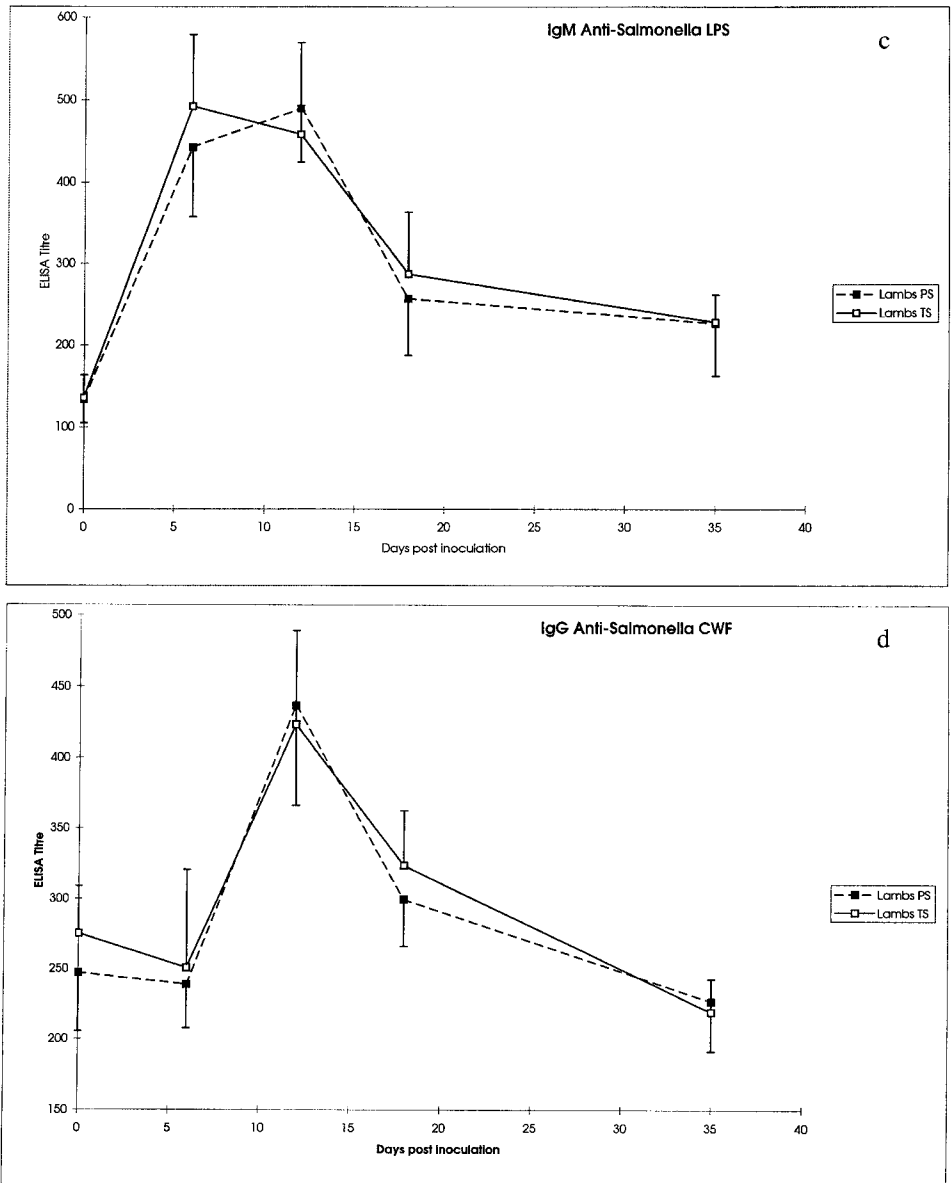 IgM Anti-Salmonella LPS
c
600
500
400
300
200
100
0
ELISA Titre
0 5 10 15 20 25 30 35 40
Days post inoculation
Lambs PS
Lambs TS
IgG Anti-Salmonella CWF
d
500
450
400
350
300
250
200
150
ELISA Titre
0 5 10 15 20 25 30 35 40
Days post inoculation
Lambs PS
Lambs TS